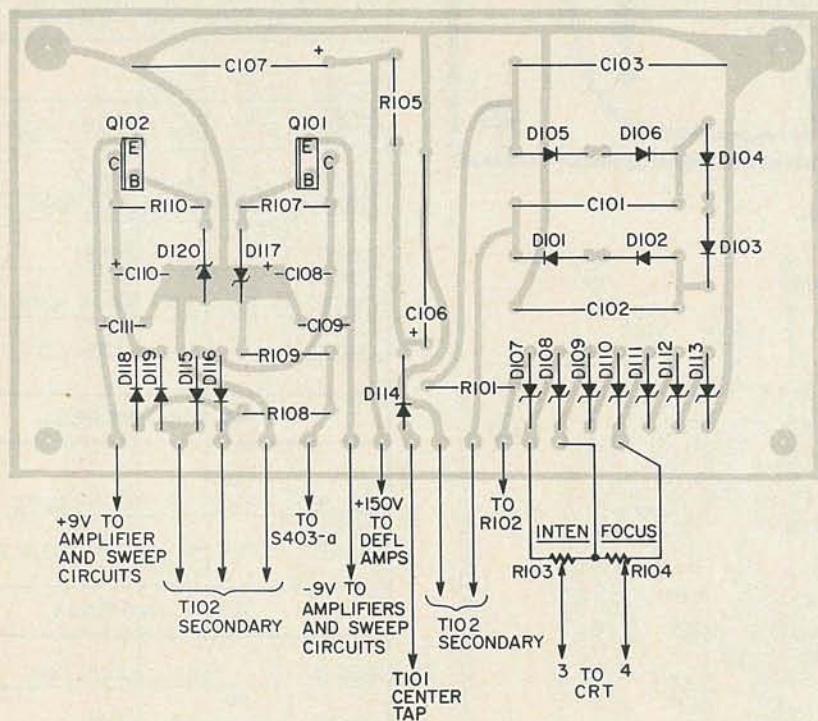 +
C107
C103
R105
Q102
Q101
D105
D106
E
E
C
C
D104
B
B
R110
R107
C101
D120
D117
D101
D102
D103
+
C110
+
C108
C106
C102
C111
C109
+
D118
D119
D115
D116
R109
D107
D108
D109
D110
D111
D112
D113
D114
R101
R108
+9V TO
AMPLIFIER
AND SWEEP
CIRCUITS
TO
S403-a
+150V
TO
DEFL
AMPS
TO
R102
INTEN
FOCUS
R103
R104
T102
SECONDARY
-9V TO
AMPLIFIERS
AND SWEEP
CIRCUITS
T102
SECONDARY
3
TO
CRT
4
T101
CENTER
TAP